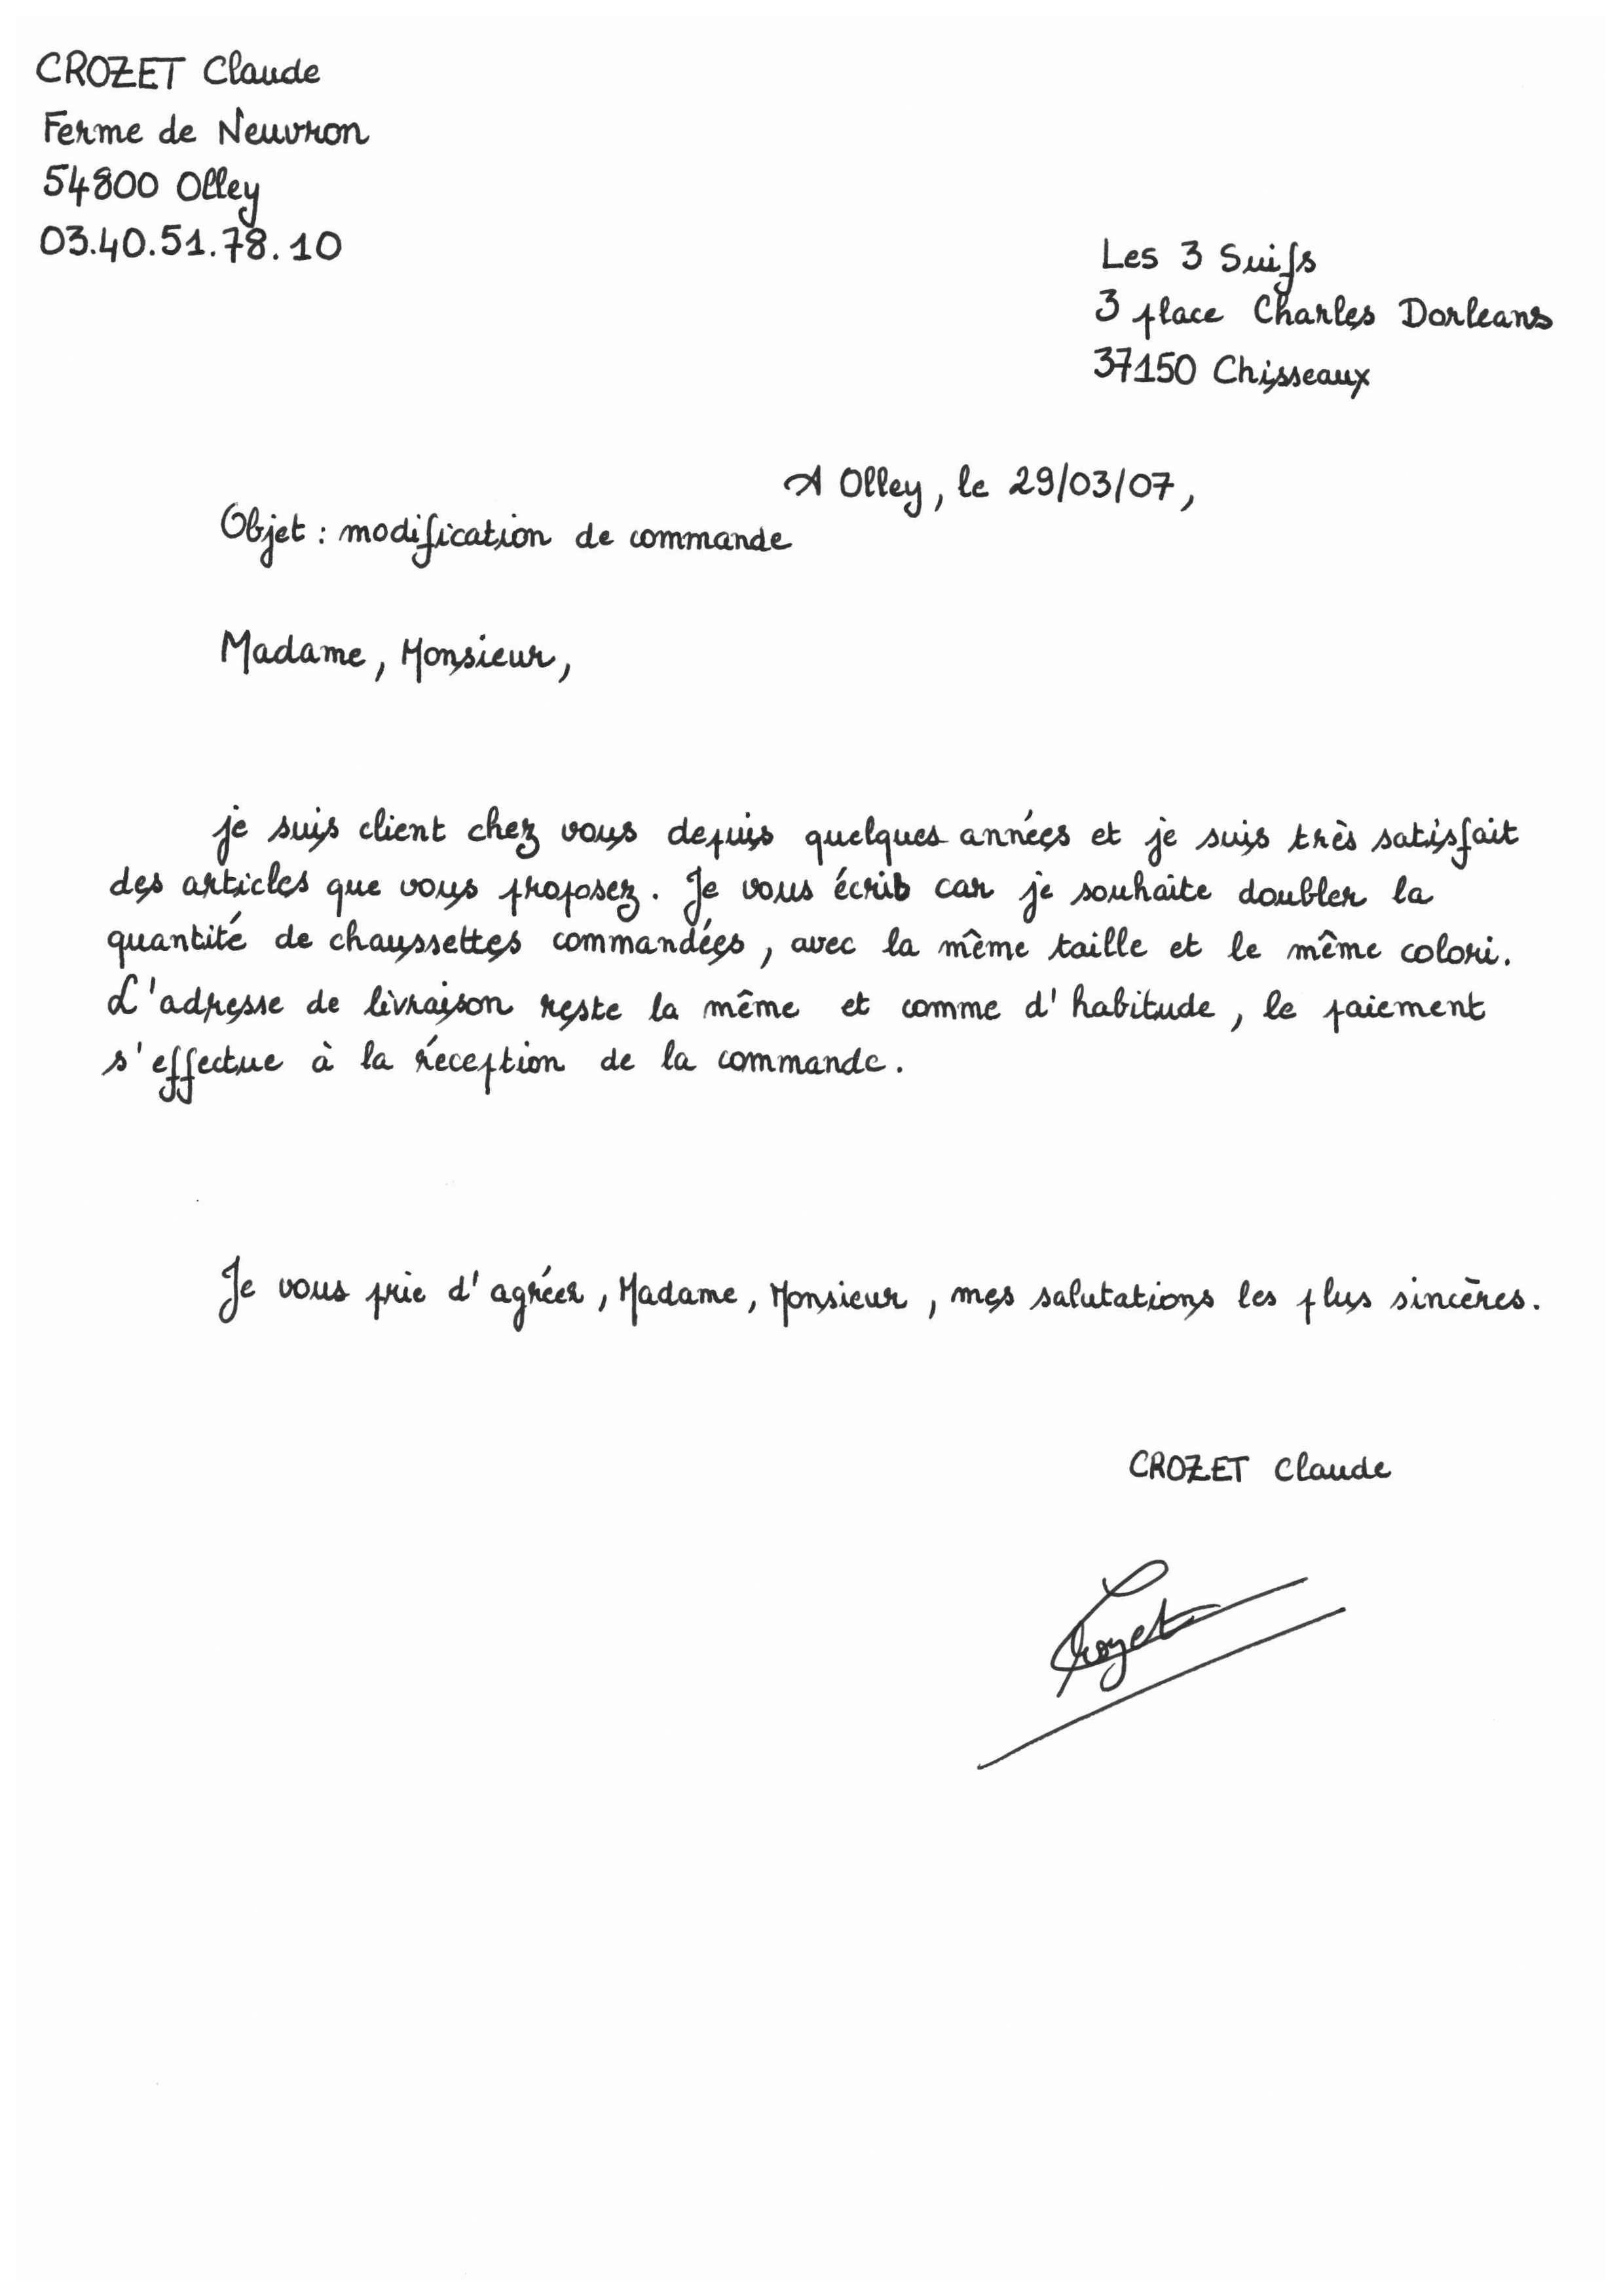 CROZET Claude
Ferme de Neuvron
54800 Olley
03.40.51.78.10
Les 3 Suifs
3 place Charles Dorleans
37150 Chisseaux
A Olley, le 29/03/07,
Objet : modification de commande
Madame, Monsieur,
je suis client chez vous depuis quelques années et je suis très satisfait
des articles que vous proposez. Je vous écris car je souhaite doubler la
quantité de chaussettes commandées, avec la même taille et le même colori.
L'adresse de livraison reste la même et comme d'habitude, le paiement
s'effectue à la réception de la commande.
Je vous prie d'agréer, Madame, Monsieur, mes salutations les plus sincères.
CROZET Claude
Crozet